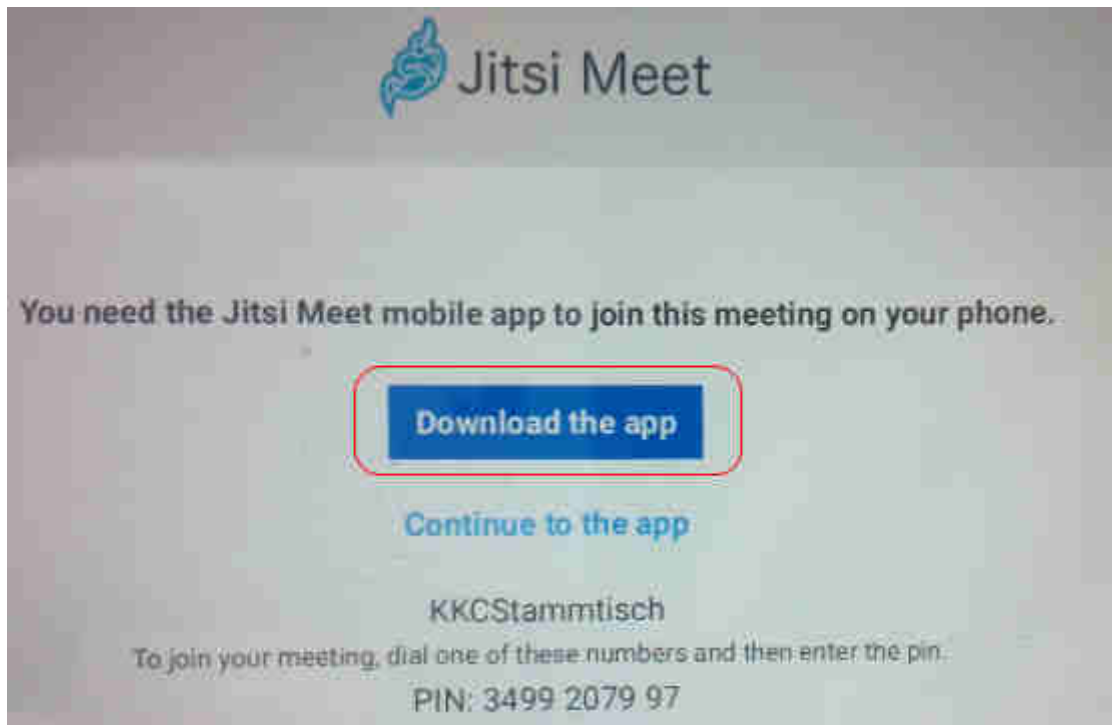 Jitsi Meet
You need the Jitsi Meet mobile app to join this meeting on your phone.
Download the app
Continue to the app
KKCStammtisch
To join your meeting, dial one of these numbers and then enter the pin.
PIN: 3499 2079 97